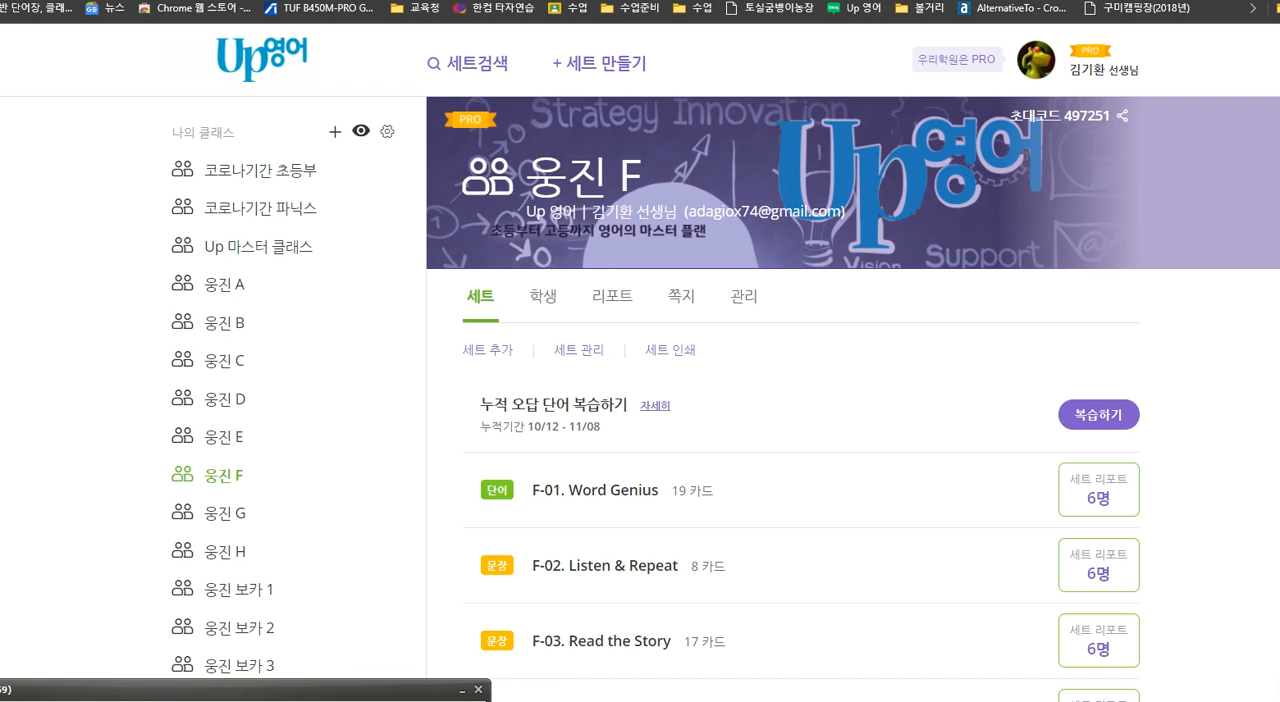 반 단어장, 클래... 뉴스 Chrome 웹 스토어 -... TUF B450M-PRO G... 교육청 한컴 타자연습 수업 수업준비 수업 토실굼벵이농장 Up 영어 볼거리 AlternativeTo - Cro... 구미캠핑장(2018년)
Up영어
세트검색
+ 세트 만들기
우리학원은 PRO
PRO
김기환 선생님
나의 클래스
코로나기간 초등부
코로나기간 파닉스
Up 마스터 클래스
웅진 A
웅진 B
웅진 C
웅진 D
웅진 E
웅진 F
웅진 G
웅진 H
웅진 보카 1
웅진 보카 2
웅진 보카 3
59)
PRO
Strategy Innovation
초대코드 497251
웅진 F
Up영어
Up 영어 | 김기환 선생님 (adagiox74@gmail.com)
초등부터 고등까지 영어의 마스터 플랜
Vision
Support
세트 학생 리포트 쪽지 관리
세트 추가 | 세트 관리 | 세트 인쇄
누적 오답 단어 복습하기 자세히
누적기간 10/12 - 11/08
복습하기
단어 F-01. Word Genius 19 카드
세트 리포트
6명
문장 F-02. Listen & Repeat 8 카드
세트 리포트
6명
문장 F-03. Read the Story 17 카드
세트 리포트
6명